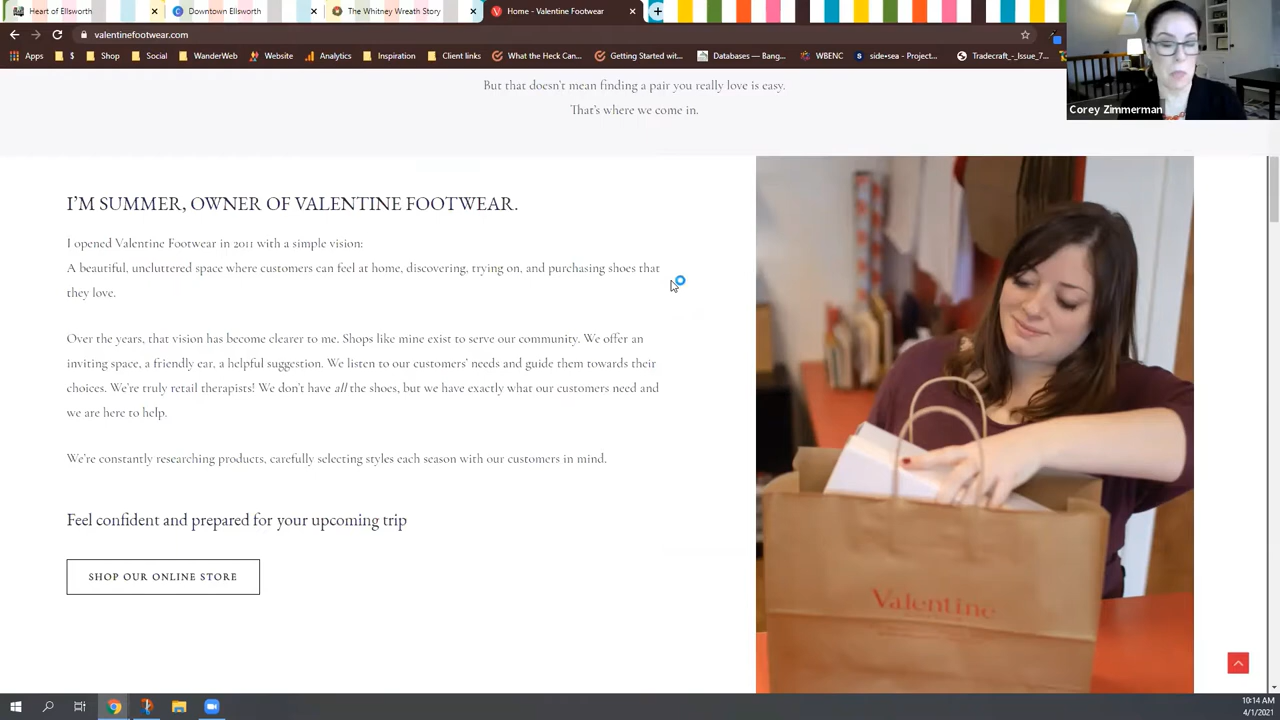 Heart of Ellsworth
Downtown Ellsworth
The Whitney Wreath Story
Home - Valentine Footwear
valentinefootwear.com
Apps
$
Shop
Social
WanderWeb
Website
Analytics
Inspiration
Client links
What the Heck Can...
Getting Started wit...
Databases — Bang...
WBENC
side•sea - Project...
Tradecraft_-_Issue_7...
Corey Zimmerman
But that doesn't mean finding a pair you really love is easy.
That's where we come in.
I'M SUMMER, OWNER OF VALENTINE FOOTWEAR.
I opened Valentine Footwear in 2011 with a simple vision:
A beautiful, uncluttered space where customers can feel at home, discovering, trying on, and purchasing shoes that
they love.
Over the years, that vision has become clearer to me. Shops like mine exist to serve our community. We offer an
inviting space, a friendly ear, a helpful suggestion. We listen to our customers' needs and guide them towards their
choices. We're truly retail therapists! We don't have all the shoes, but we have exactly what our customers need and
we are here to help.
We're constantly researching products, carefully selecting styles each season with our customers in mind.
Feel confident and prepared for your upcoming trip
SHOP OUR ONLINE STORE
Valentine
10:14 AM
4/1/2021